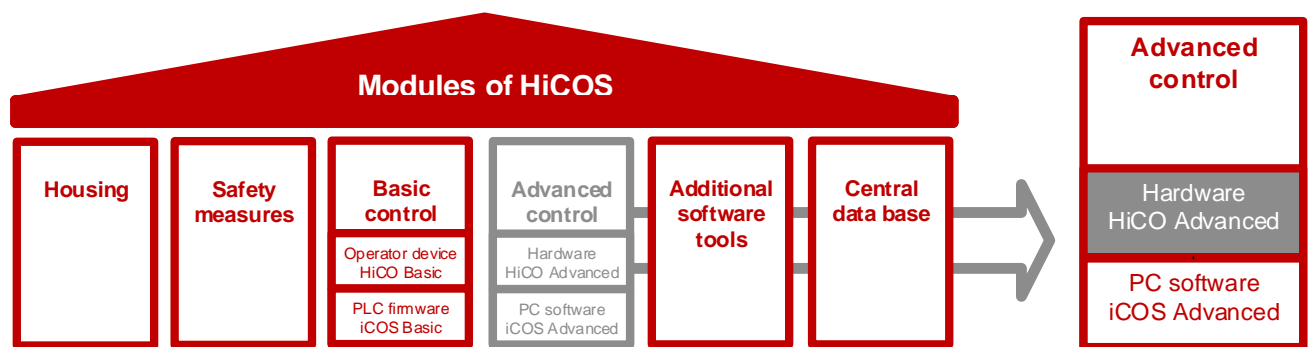 Modules of HiCOS
Housing
Safety
measures
Basic
control
Operator device
HiCO Basic
PLC firmware
iCOS Basic
Advanced
control
Hardware
HiCO Advanced
PC software
iCOS Advanced
Additional
software
tools
Central
data base
Advanced
control
Hardware
HiCO Advanced
PC software
iCOS Advanced